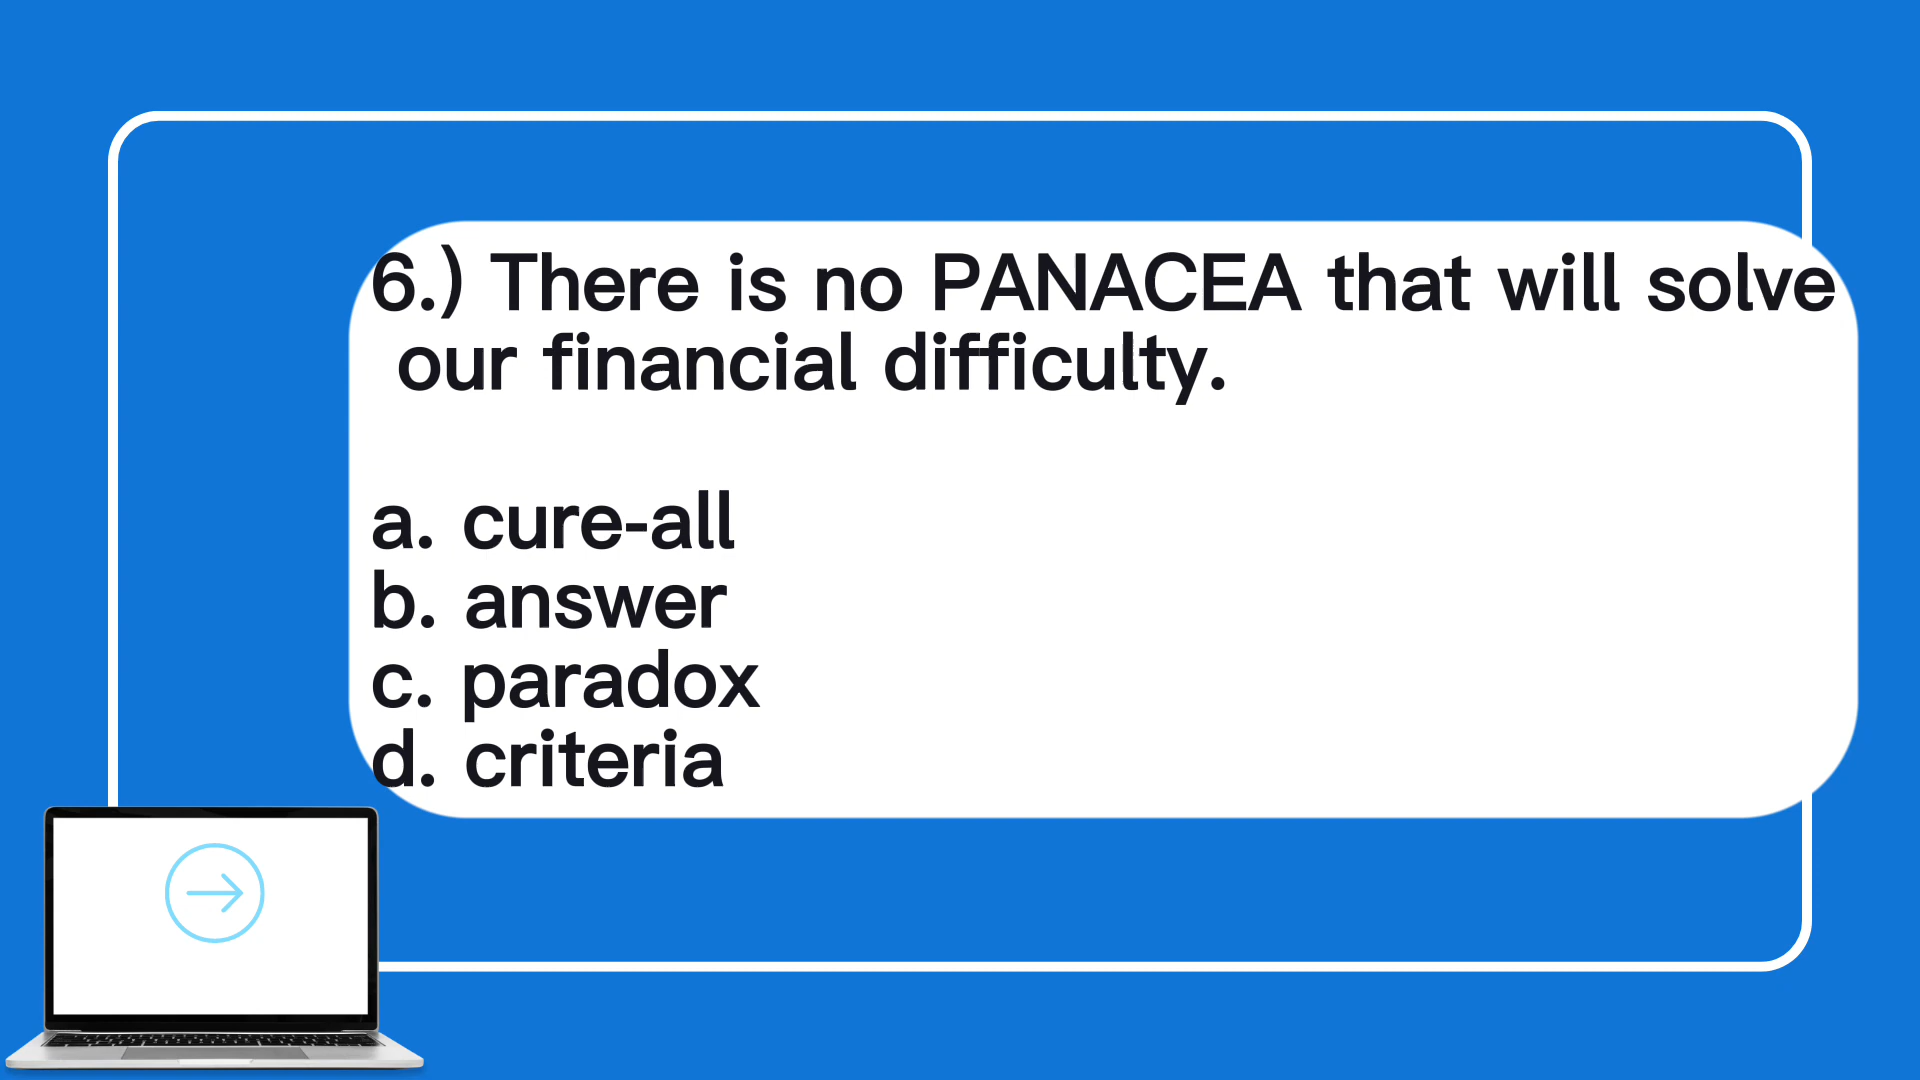 6.) There is no PANACEA that will solve
our financial difficulty.
a. cure-all
b. answer
c. paradox
d. criteria